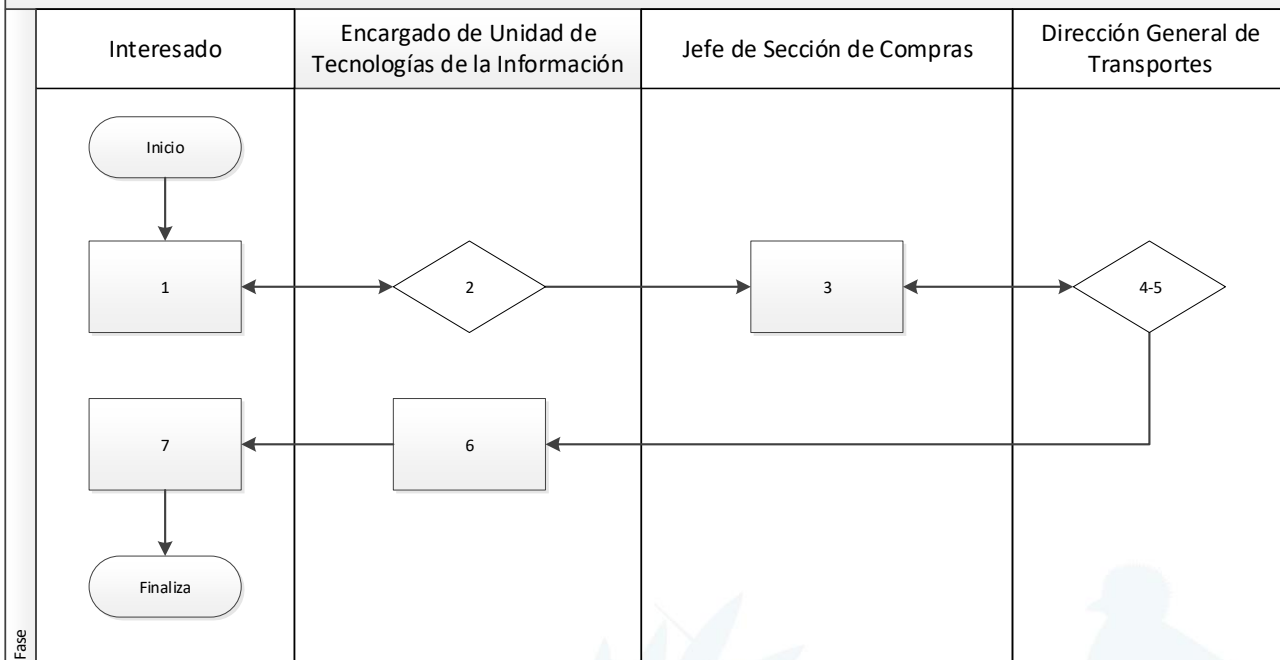 Interesado
Encargado de Unidad de
Tecnologías de la Información
Jefe de Sección de Compras
Dirección General de
Transportes
Inicio
1
2
3
4-5
7
6
Finaliza
Fase